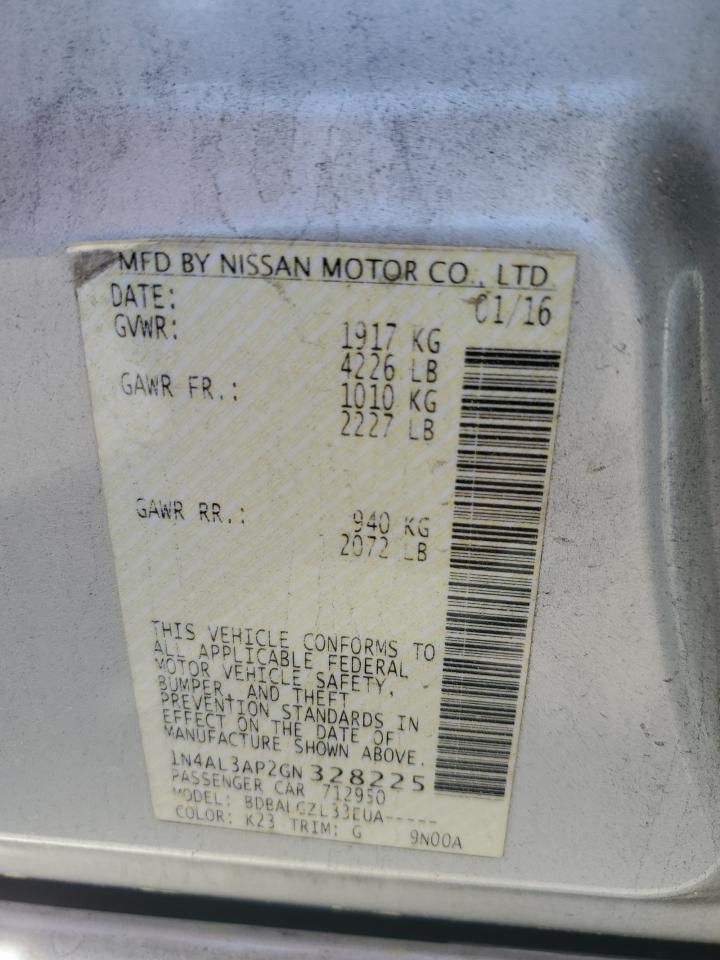 MFD BY NISSAN MOTOR CO., LTD.
DATE: 01/16
GVWR: 1917 KG
4226 LB
GAWR FR.: 1010 KG
2227 LB
GAWR RR.: 940 KG
2072 LB
THIS VEHICLE CONFORMS TO
ALL APPLICABLE FEDERAL
MOTOR VEHICLE SAFETY,
BUMPER, AND THEFT
PREVENTION STANDARDS IN
EFFECT ON THE DATE OF
MANUFACTURE SHOWN ABOVE.
1N4AL3AP2GN 328225
PASSENGER CAR 712950
MODEL: BDBALGZL33EUA-----
COLOR: K23 TRIM: G 9N00A